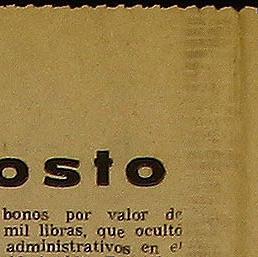 osto
bonos por valor de
mil libras, que ocultó
administrativos en el